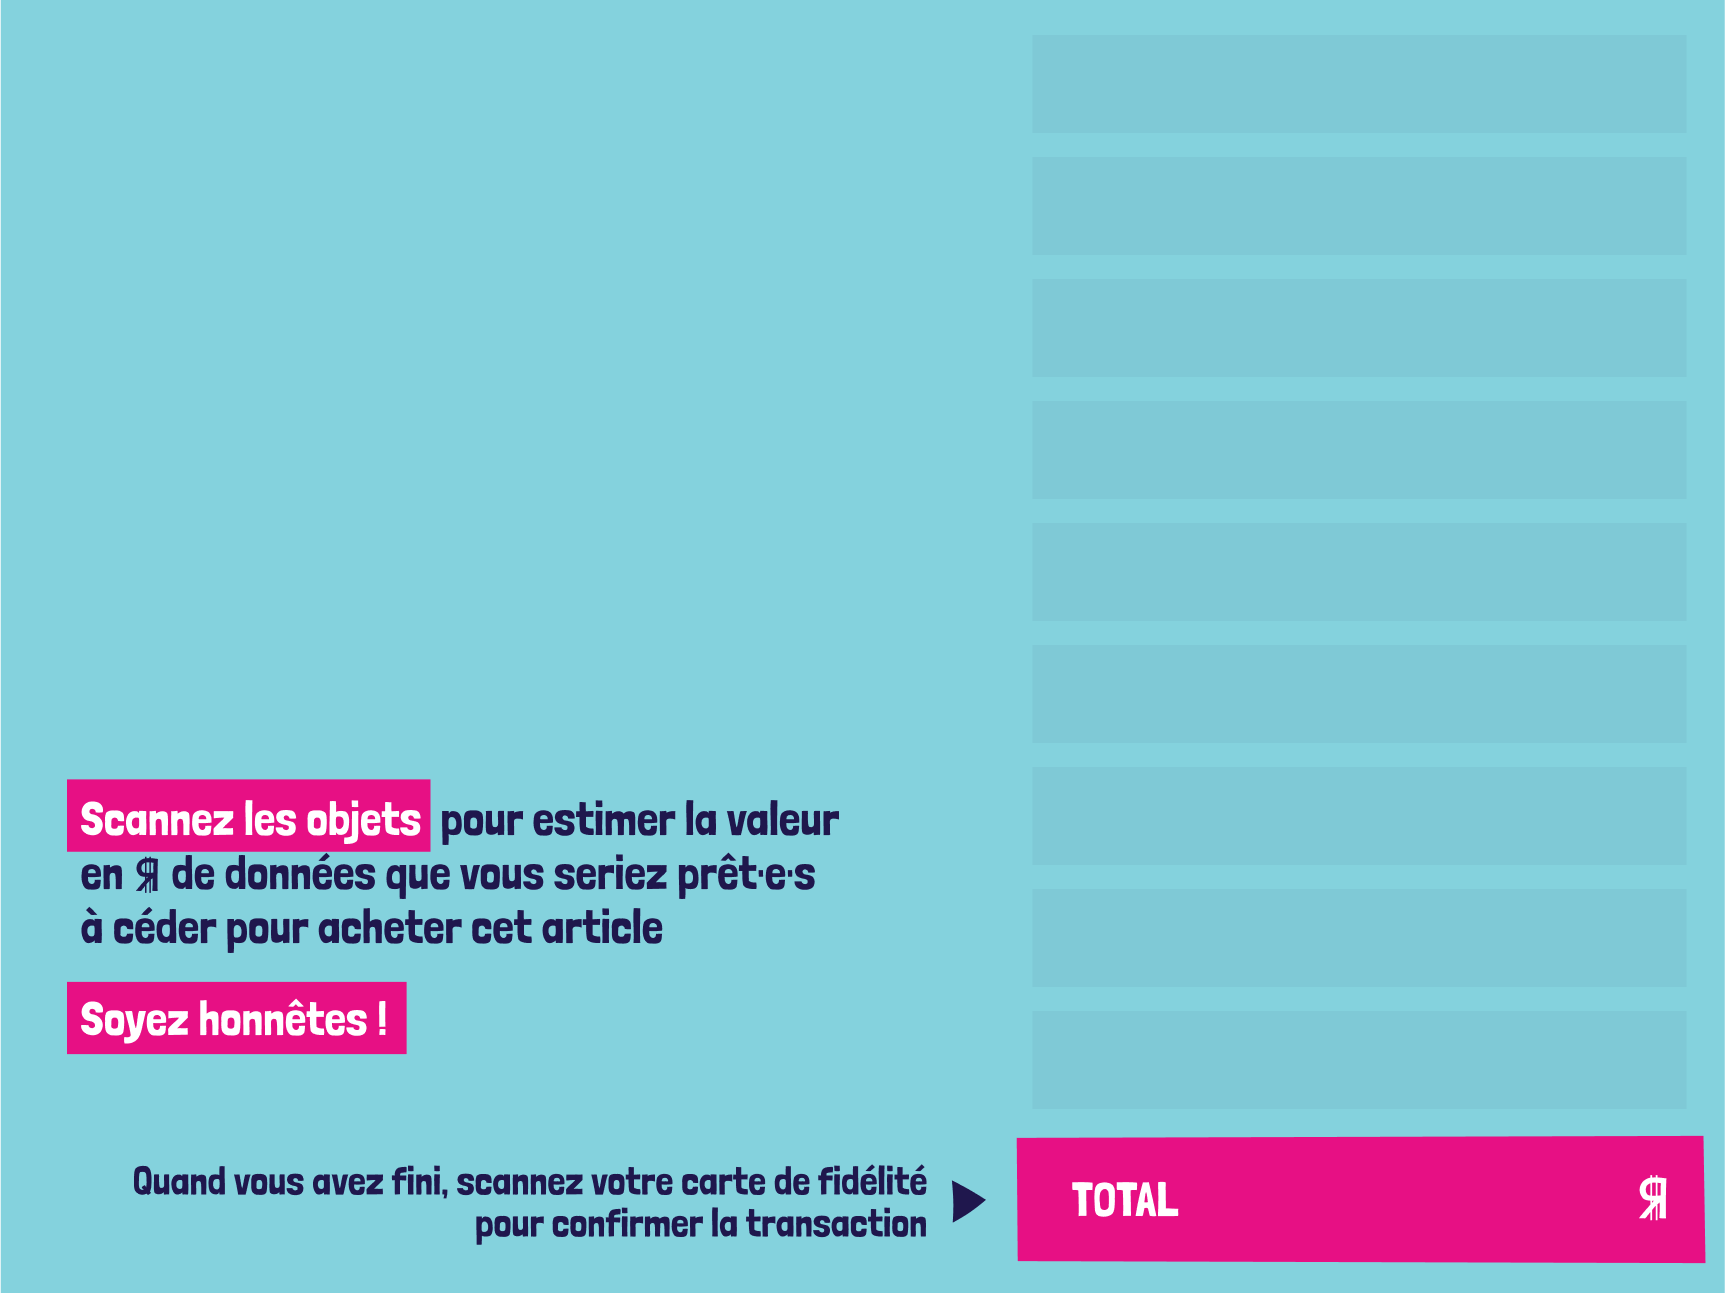 Scannez les objets pour estimer la valeur
en Я de données que vous seriez prêt·e·s
à céder pour acheter cet article
Soyez honnêtes !
Quand vous avez fini, scannez votre carte de fidélité
pour confirmer la transaction
TOTAL Я